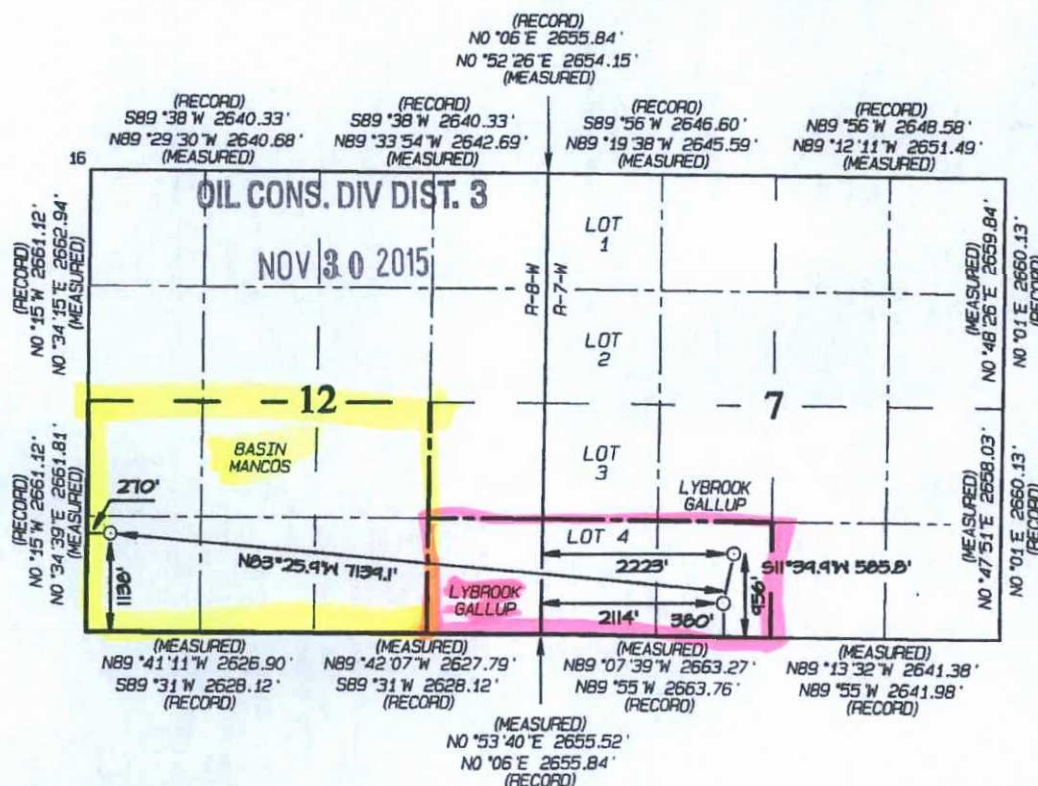 (RECORD)
N0 °06'E 2655.84'
N0 °52'26"E 2654.15'
(MEASURED)
(RECORD)
S89 °38'W 2640.33'
N89 °29'30"W 2640.68'
(MEASURED)
(RECORD)
S89 °38'W 2640.33'
N89 °33'54"W 2642.69'
(MEASURED)
(RECORD)
S89 °56'W 2646.60'
N89 °19'38"W 2645.59'
(MEASURED)
(RECORD)
N89 °56'W 2648.58'
N89 °12'11"W 2651.49'
(MEASURED)
16
OIL CONS. DIV DIST. 3
NOV 30 2015
(RECORD)
N0 °15'W 2661.12'
N0 °34'15"E 2662.94'
(MEASURED)
R-8-W
R-7-W
LOT
1
LOT
2
(MEASURED)
N0 °48'26"E 2659.84'
N0 °01'E 2660.13'
(RECORD)
12
7
BASIN
MANCOS
LOT
3
LYBROOK
GALLUP
(RECORD)
N0 °15'W 2661.12'
N0 °34'39"E 2661.81'
(MEASURED)
270'
1131'
N83°25.9'W 7139.1'
LOT 4
2223'
S11°39.9'W 585.8'
956'
LYBROOK
GALLUP
2114'
380'
(MEASURED)
N0 °47'51"E 2658.03'
N0 °01'E 2660.13'
(RECORD)
(MEASURED)
N89 °41'11"W 2626.90'
S89 °31'W 2628.12'
(RECORD)
(MEASURED)
N89 °42'07"W 2627.79'
S89 °31'W 2628.12'
(RECORD)
(MEASURED)
N89 °07'39"W 2663.27'
N89 °55'W 2663.76'
(RECORD)
(MEASURED)
N89 °13'32"W 2641.38'
N89 °55'W 2641.98'
(RECORD)
(MEASURED)
N0 °53'40"E 2655.52'
N0 °06'E 2655.84'
(RECORD)